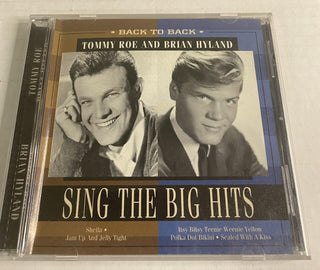 BACK TO BACK
TOMMY ROE AND BRIAN HYLAND
TOMMY ROE
BRIAN HYLAND
SING THE BIG HITS
Sheila •
Jam Up And Jelly Tight
Itsy Bitsy Teenie Weenie Yellow
Polka Dot Bikini • Sealed With A Kiss